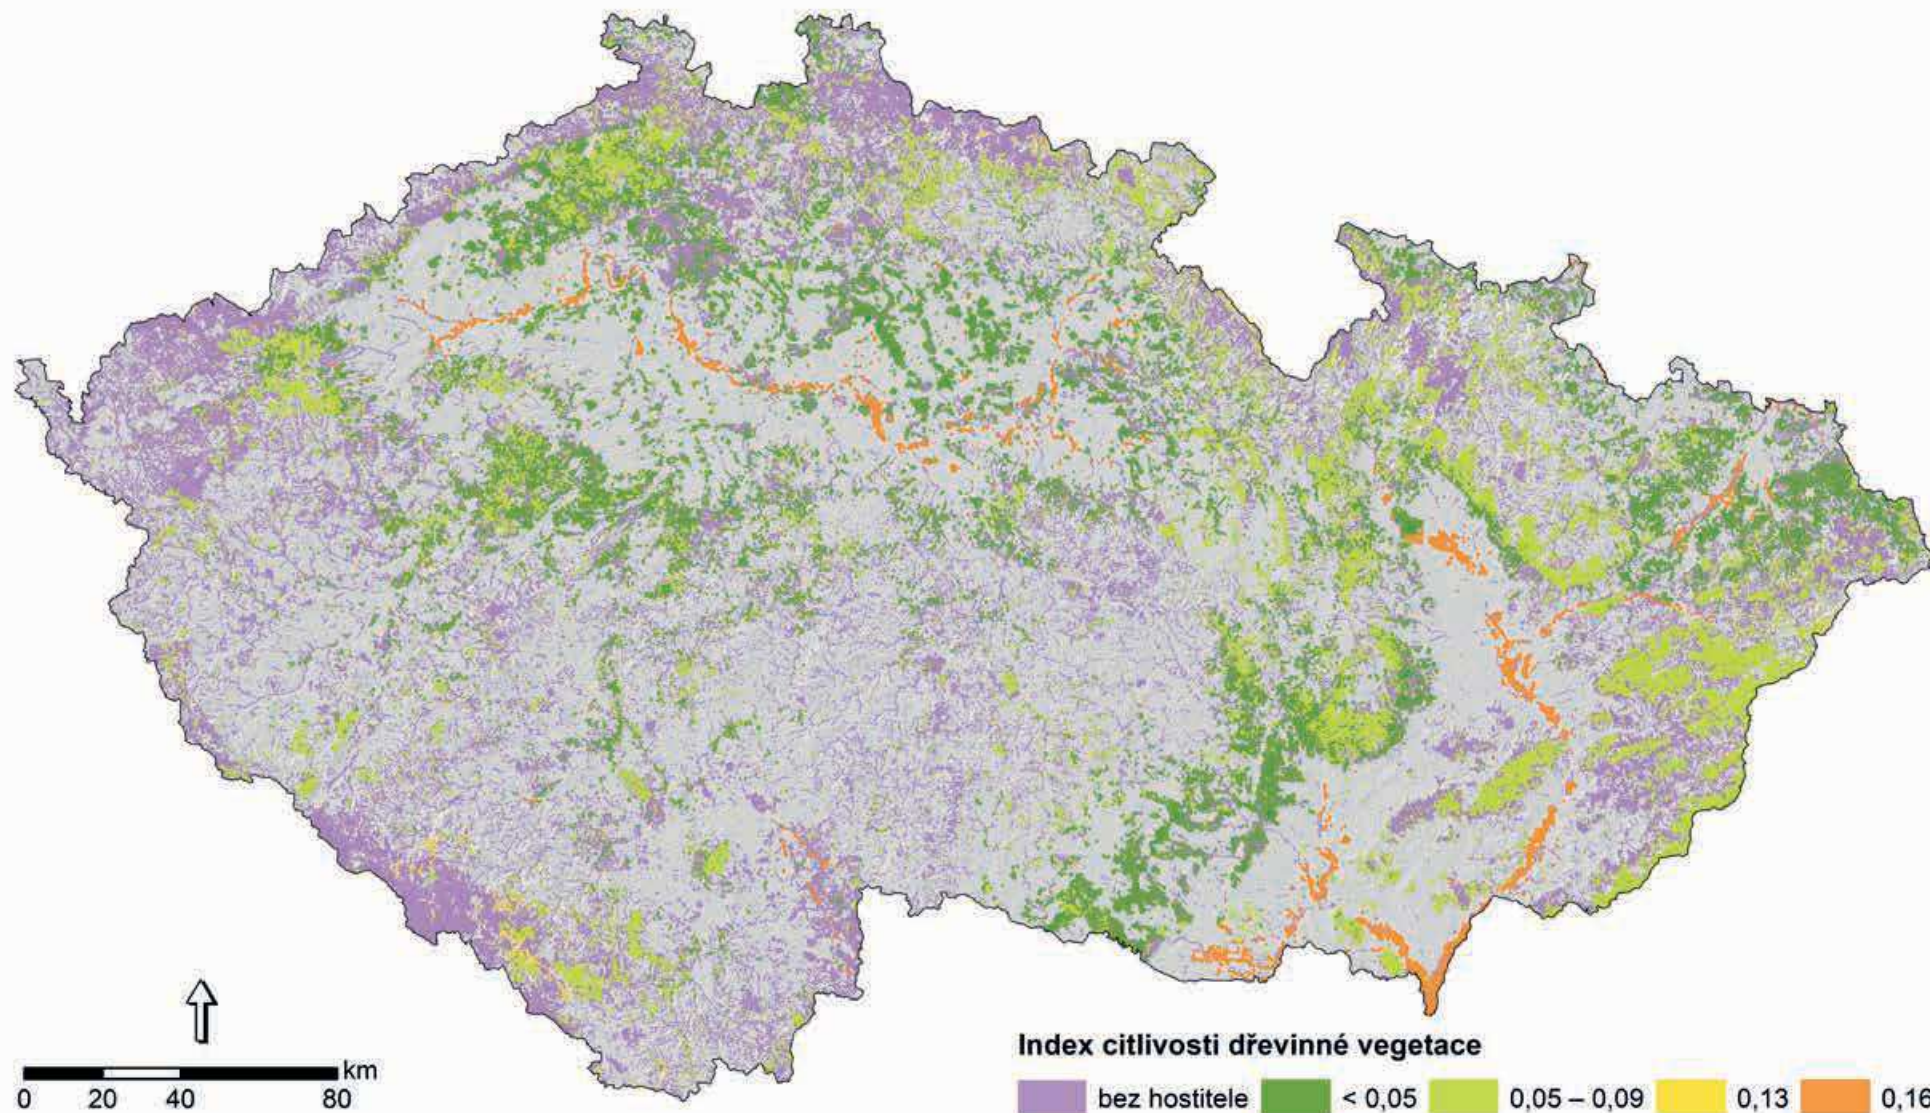 Index citlivosti dřevinné vegetace
km
0 20 40 80
bez hostitele < 0,05 0,05 – 0,09 0,13 0,16